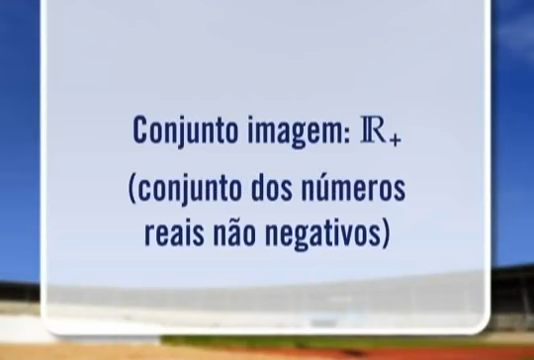 Conjunto imagem: ℝ₊
(conjunto dos números
reais não negativos)